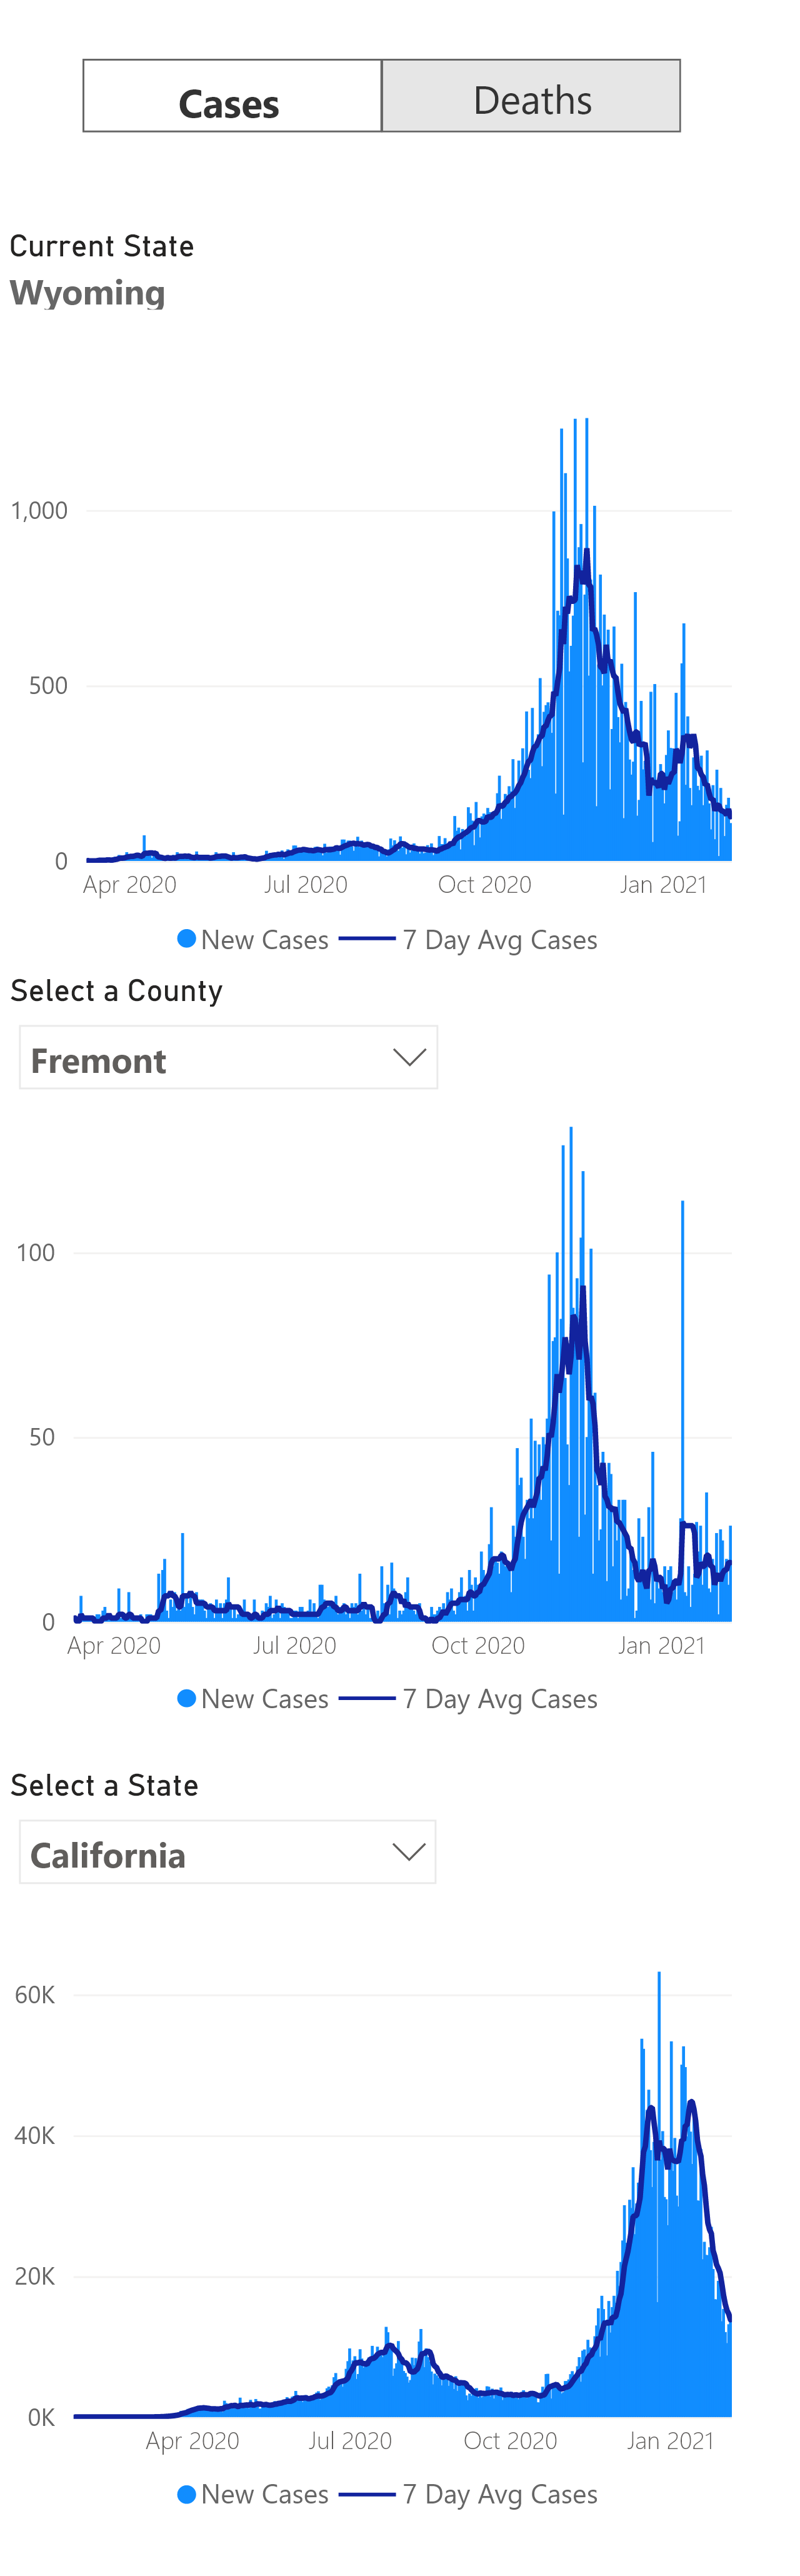 Cases Deaths
Current State
Wyoming
1,000
500
0
Apr 2020 Jul 2020 Oct 2020 Jan 2021
New Cases 7 Day Avg Cases
Select a County
Fremont
100
50
0
Apr 2020 Jul 2020 Oct 2020 Jan 2021
New Cases 7 Day Avg Cases
Select a State
California
60K
40K
20K
0K
Apr 2020 Jul 2020 Oct 2020 Jan 2021
New Cases 7 Day Avg Cases